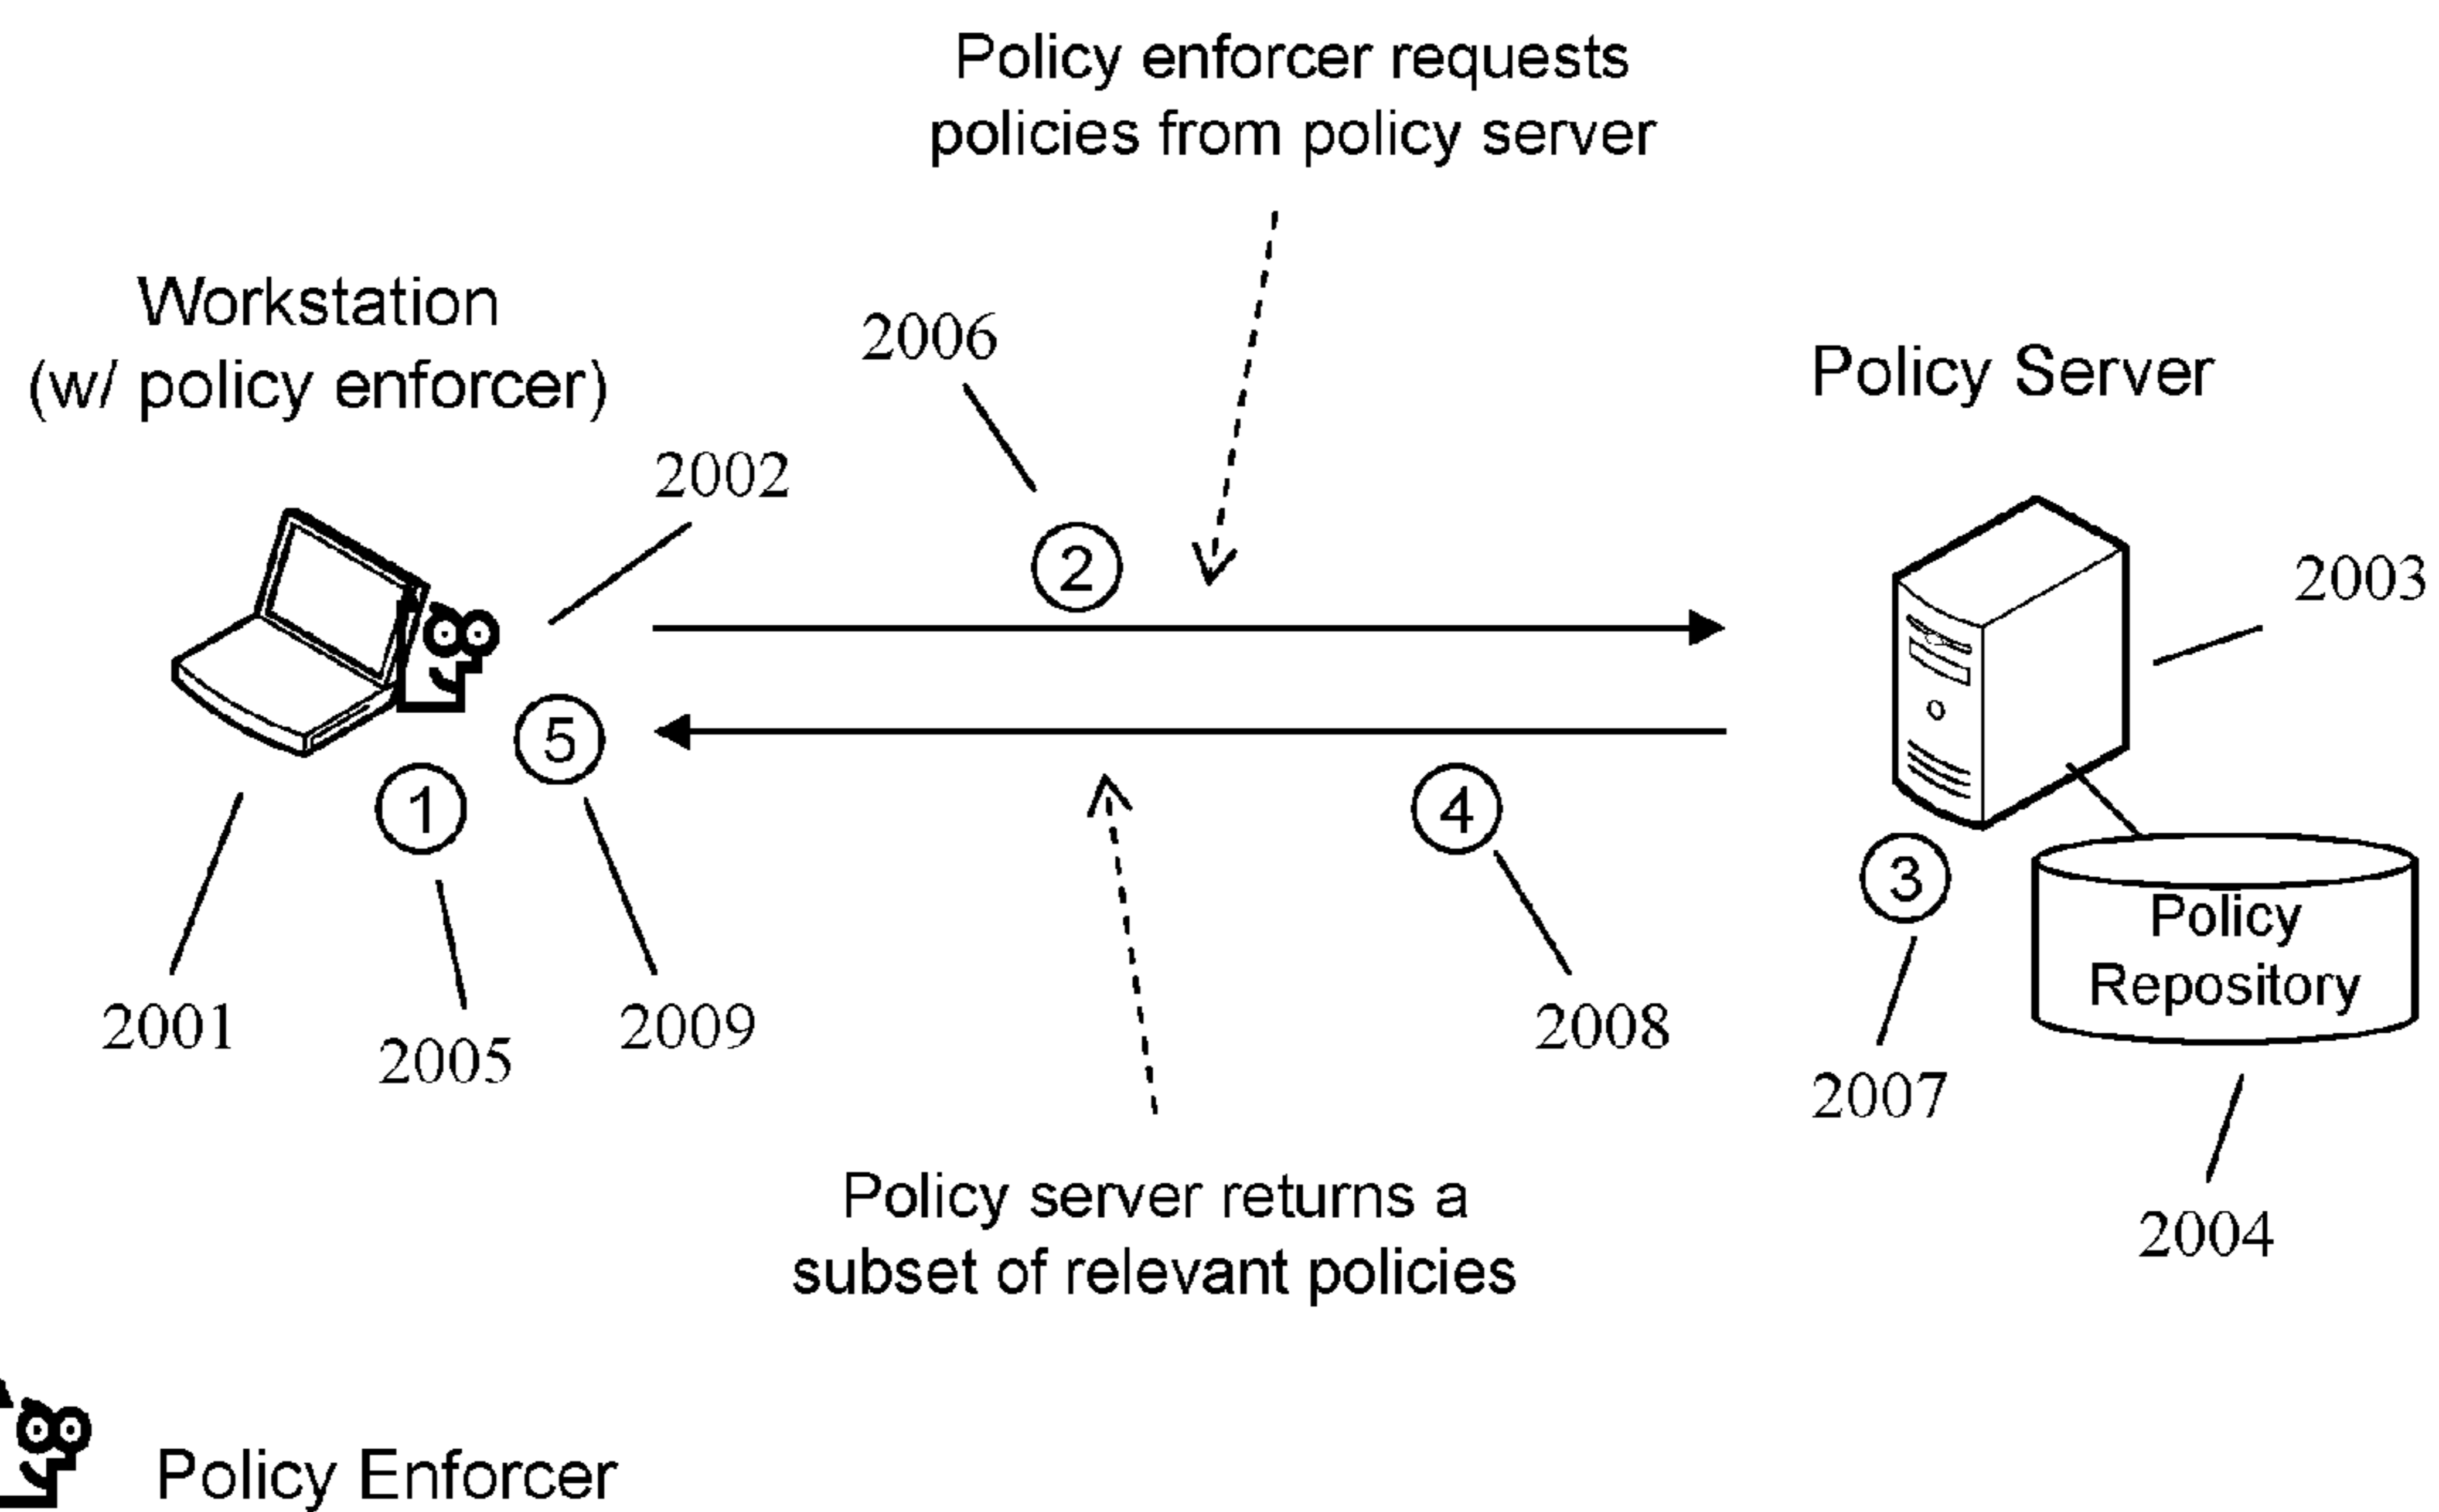 Policy enforcer requests
policies from policy server
Workstation
(w/ policy enforcer)
2006
Policy Server
2002
2
2003
5
1
4
3
Policy
Repository
2001
2005
2009
2008
2007
2004
Policy server returns a
subset of relevant policies
Policy Enforcer